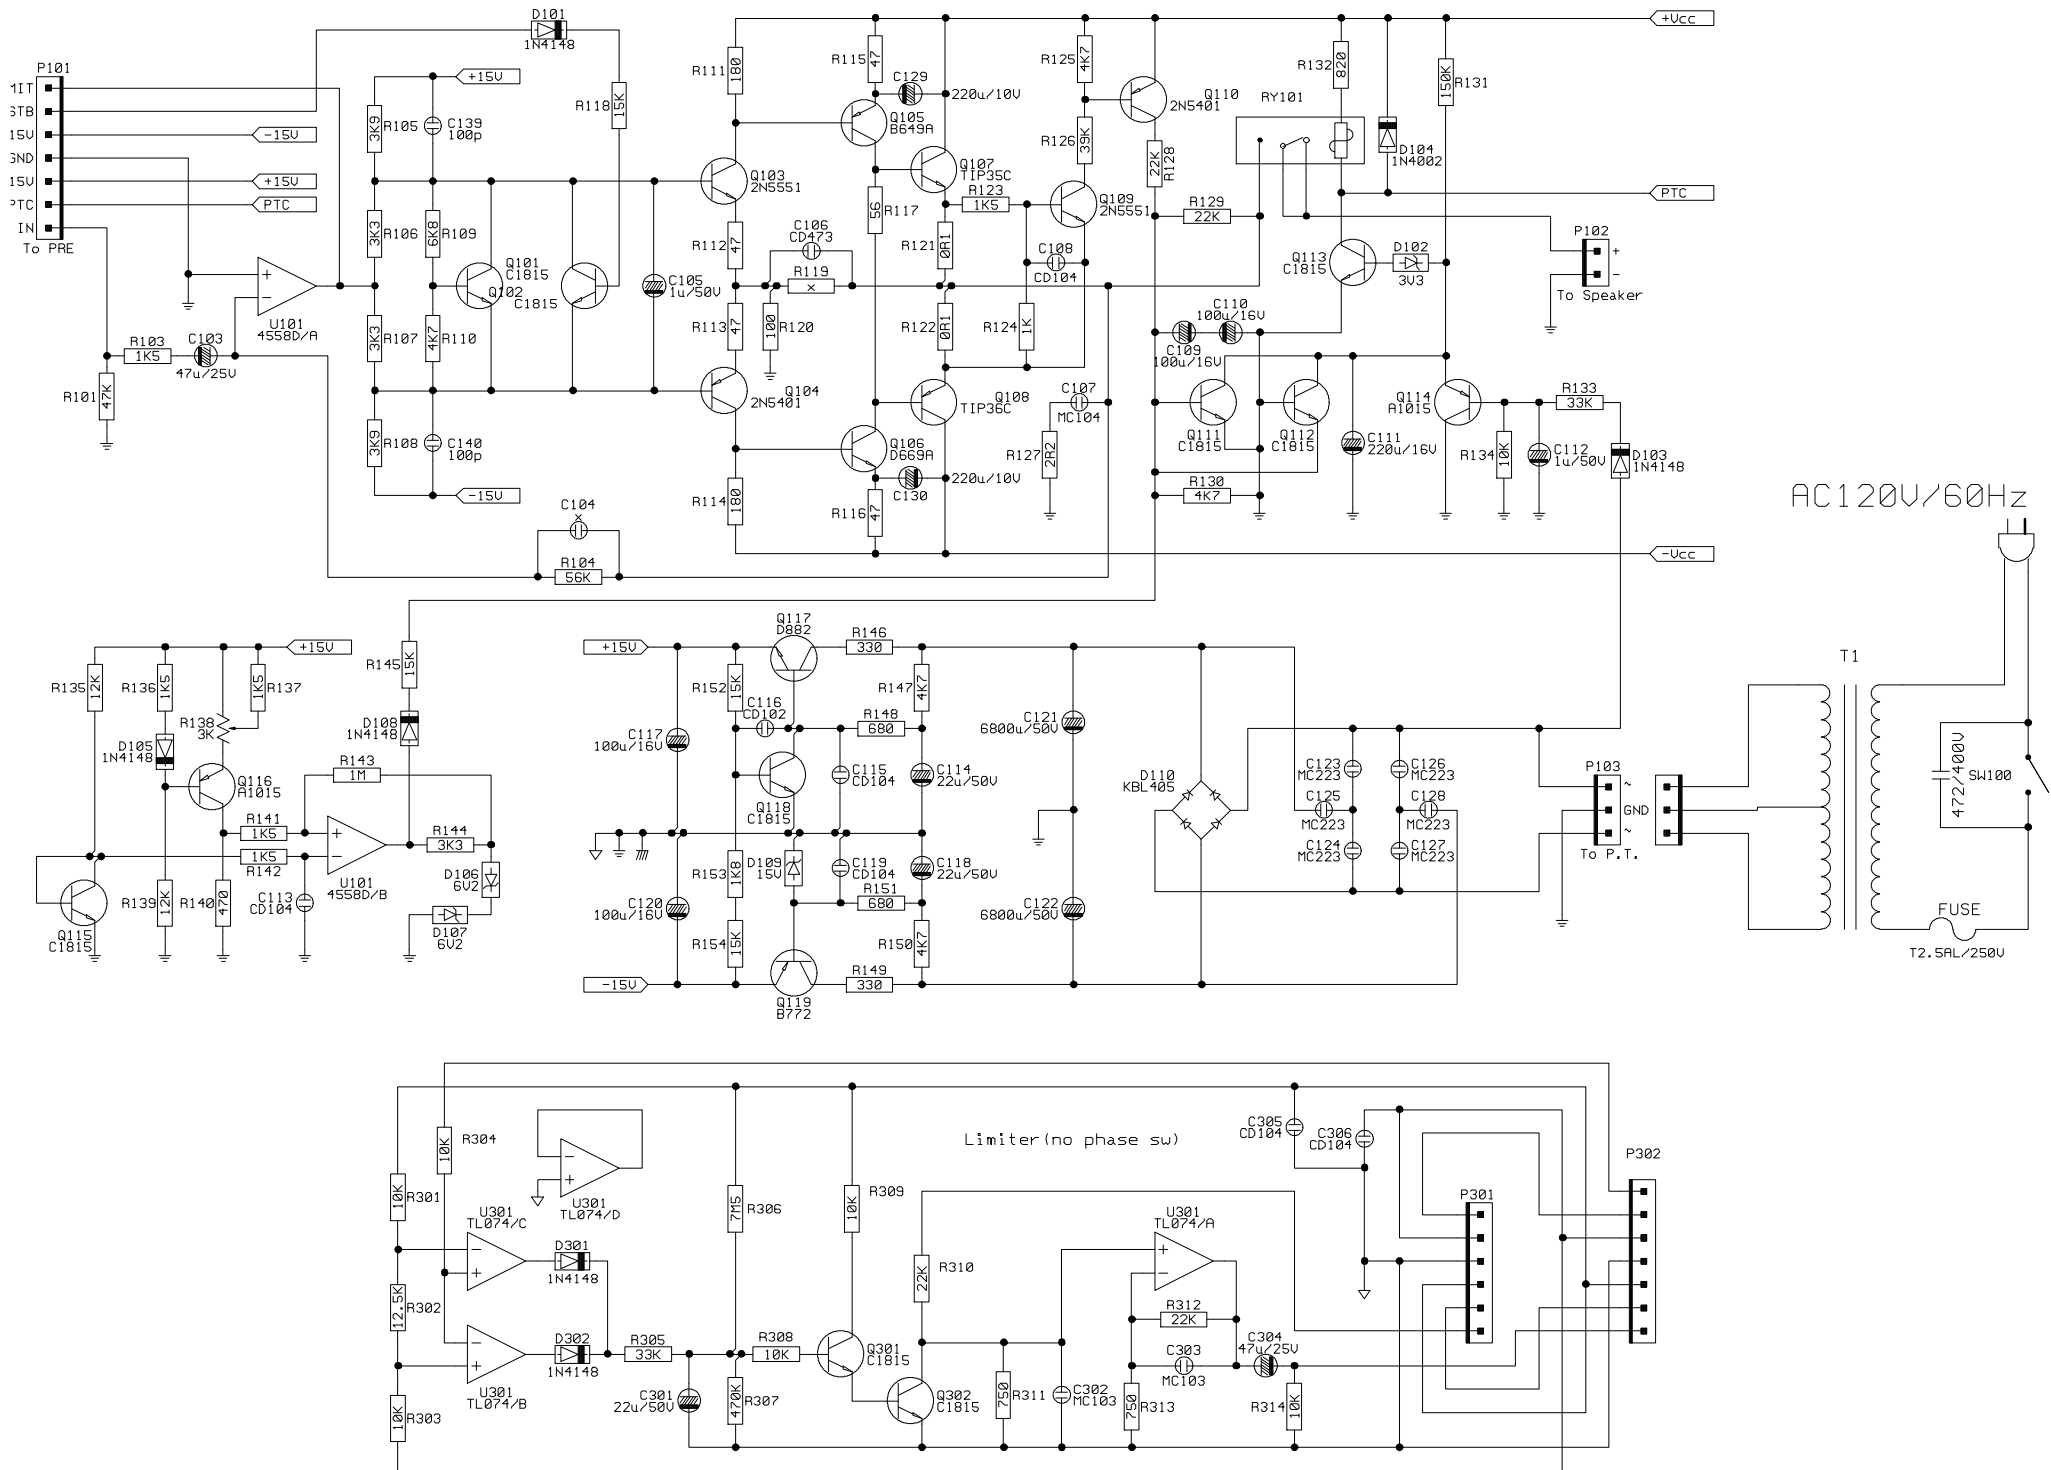 D101
1N4148
+Vcc
P101
MIT
STB
15V
GND
15V
PTC
IN
To PRE
-15V
+15V
PTC
+15V
R118
15K
R105
3K9
C139
100p
R106
3K3
R109
6K8
Q101
C1815
Q102
C1815
C105
1u/50V
U101
4558D/A
R107
3K3
R110
4K7
R103
1K5
C103
47u/25V
R101
47K
R108
3K9
C140
100p
-15V
R111
180
R115
47
C129
220u/10V
Q105
B649A
Q103
2N5551
Q107
TIP35C
R117
56
R112
47
C106
CD473
R119
x
R113
47
R120
100
R121
0R1
R122
0R1
R123
1K5
R124
1K
C108
CD104
Q104
2N5401
Q108
TIP36C
Q106
D669A
C130
220u/10V
R114
180
R116
47
C107
MC104
R127
2R2
C104
x
R104
56K
R125
4K7
R126
39K
Q109
2N5551
Q110
2N5401
R128
22K
R129
22K
RY101
R132
820
D104
1N4002
R131
150K
PTC
Q113
C1815
D102
3V3
P102
+
-
To Speaker
C110
100u/16V
C109
100u/16V
Q111
C1815
Q112
C1815
C111
220u/16V
R130
4K7
Q114
A1015
R133
33K
R134
10K
C112
1u/50V
D103
1N4148
-Vcc
AC120V/60Hz
+15V
R135
12K
R136
1K5
R137
1K5
R138
3K
D105
1N4148
Q116
A1015
R145
15K
D108
1N4148
R143
1M
R141
1K5
R142
1K5
R144
3K3
U101
4558D/B
D106
6V2
D107
6V2
R139
12K
R140
470
C113
CD104
Q115
C1815
+15V
Q117
D882
R146
330
R152
15K
R147
4K7
C116
CD102
R148
680
C117
100u/16V
Q118
C1815
C115
CD104
C114
22u/50V
C121
6800u/50V
R153
1K8
D109
15V
C119
CD104
C118
22u/50V
R151
680
C120
100u/16V
R154
15K
R150
4K7
C122
6800u/50V
-15V
Q119
B772
R149
330
D110
KBL405
C123
MC223
C126
MC223
C125
MC223
C128
MC223
C124
MC223
C127
MC223
P103
~
GND
~
To P.T.
T1
472/400V
SW100
FUSE
T2.5AL/250V
Limiter(no phase sw)
R304
10K
R301
10K
R302
12.5K
R303
10K
U301
TL074/D
U301
TL074/C
D301
1N4148
U301
TL074/B
D302
1N4148
R305
33K
R306
7M5
R308
10K
R309
10K
C301
22u/50V
R307
470K
Q301
C1815
Q302
C1815
R310
22K
R311
750
C302
MC103
U301
TL074/A
R312
22K
C303
MC103
R313
750
C304
47u/25V
R314
10K
C305
CD104
C306
CD104
P301
P302